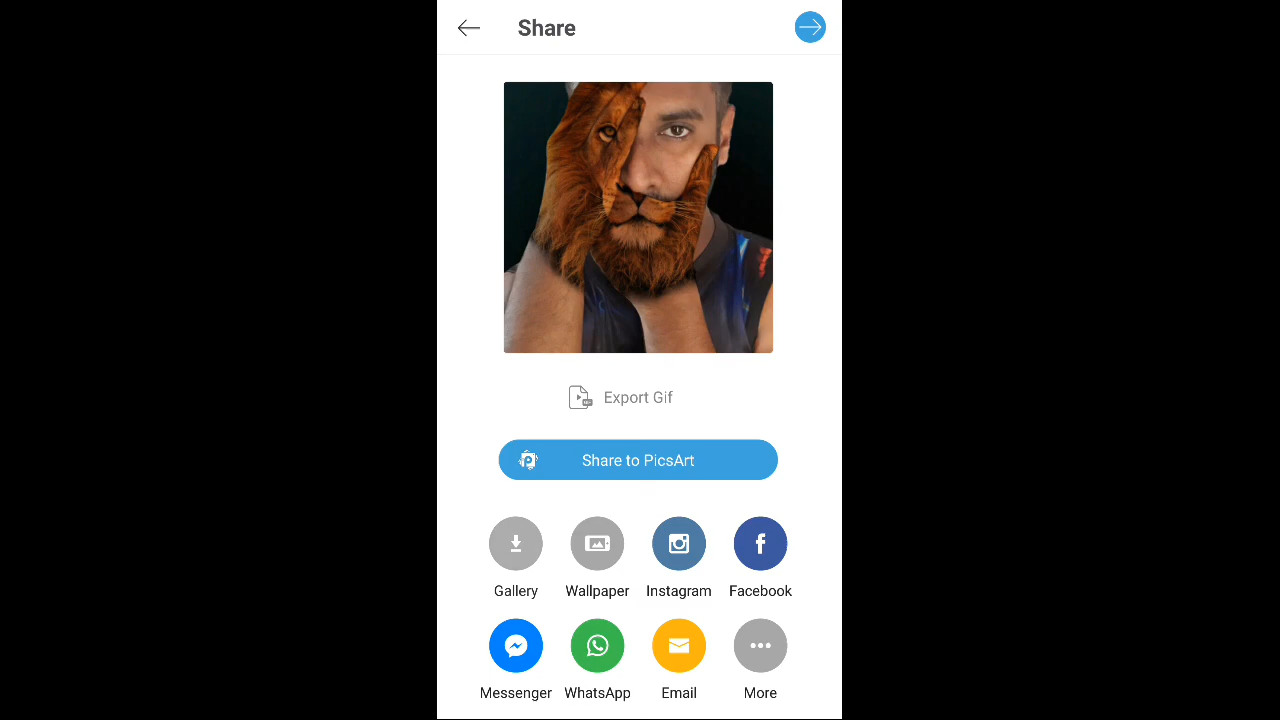 Share
Export Gif
Share to PicsArt
Gallery Wallpaper Instagram Facebook
Messenger WhatsApp Email More